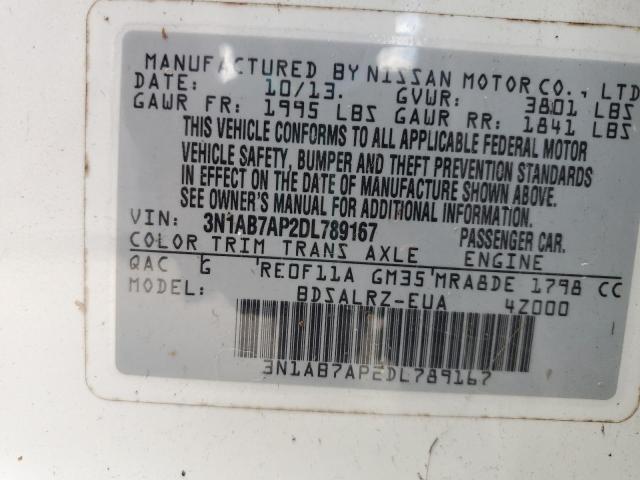 MANUFACTURED BY NISSAN MOTOR CO., LTD
DATE: 10/13. GVWR: 3801 LBS
GAWR FR: 1995 LBS GAWR RR: 1841 LBS
THIS VEHICLE CONFORMS TO ALL APPLICABLE FEDERAL MOTOR
VEHICLE SAFETY, BUMPER AND THEFT PREVENTION STANDARDS
IN EFFECT ON THE DATE OF MANUFACTURE SHOWN ABOVE.
SEE OWNER'S MANUAL FOR ADDITIONAL INFORMATION.
VIN: 3N1AB7AP2DL789167 PASSENGER CAR.
COLOR TRIM TRANS AXLE ENGINE
QAC G RE0F11A GM35 MRA8DE 1798 CC
MODEL: BDSALRZ-EUA 4Z000
3N1AB7AP2DL789167